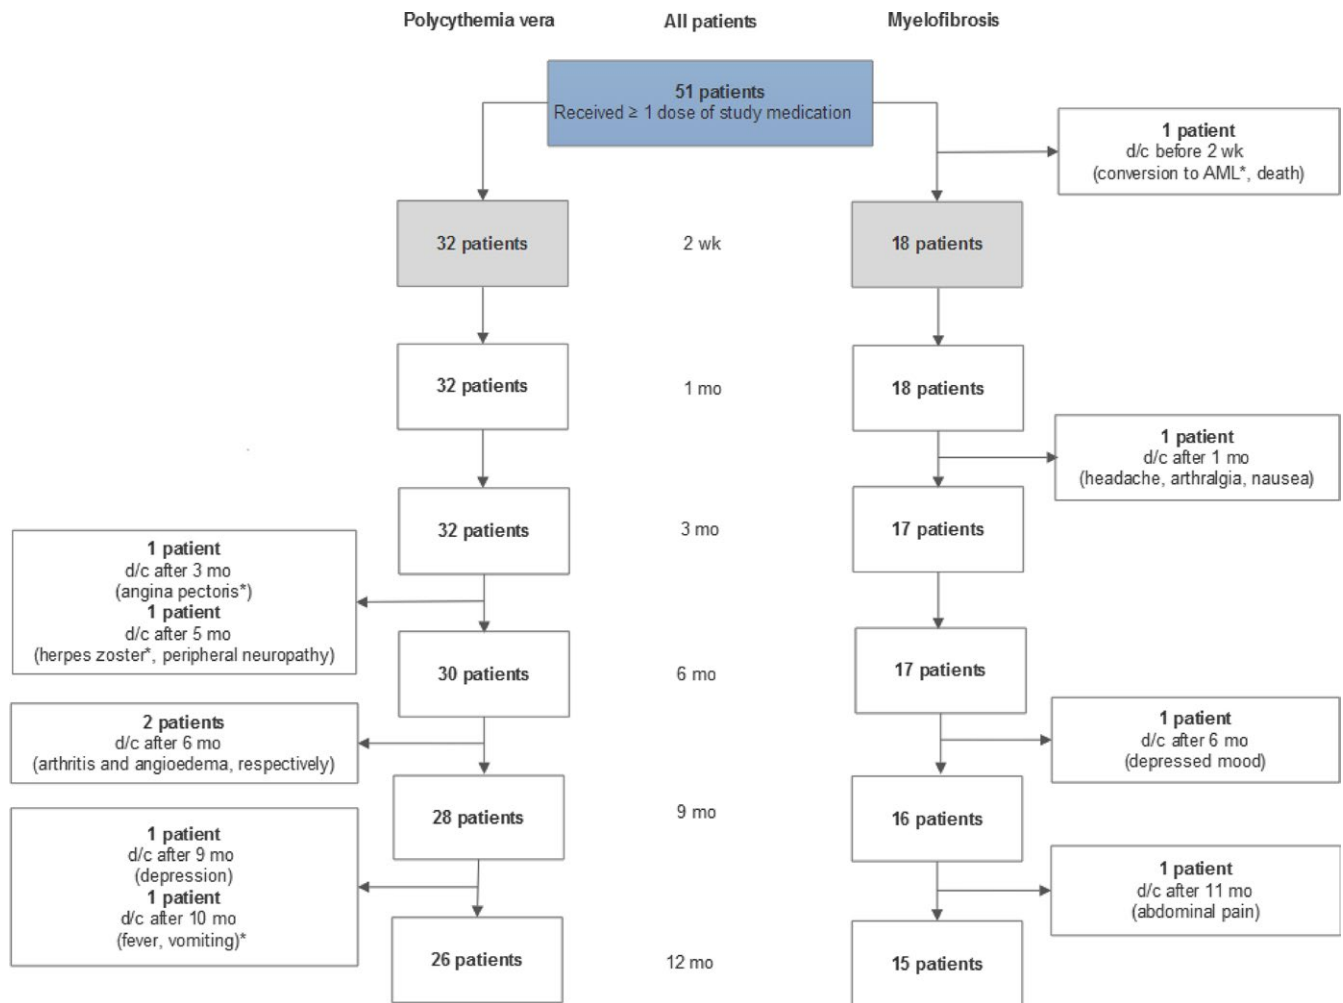 Polycythemia vera
All patients
Myelofibrosis
51 patients
Received ≥ 1 dose of study medication
1 patient
d/c before 2 wk
(conversion to AML*, death)
32 patients
2 wk
18 patients
32 patients
1 mo
18 patients
1 patient
d/c after 1 mo
(headache, arthralgia, nausea)
32 patients
3 mo
17 patients
1 patient
d/c after 3 mo
(angina pectoris*)
1 patient
d/c after 5 mo
(herpes zoster*, peripheral neuropathy)
30 patients
6 mo
17 patients
2 patients
d/c after 6 mo
(arthritis and angioedema, respectively)
1 patient
d/c after 6 mo
(depressed mood)
28 patients
9 mo
16 patients
1 patient
d/c after 9 mo
(depression)
1 patient
d/c after 10 mo
(fever, vomiting)*
1 patient
d/c after 11 mo
(abdominal pain)
26 patients
12 mo
15 patients